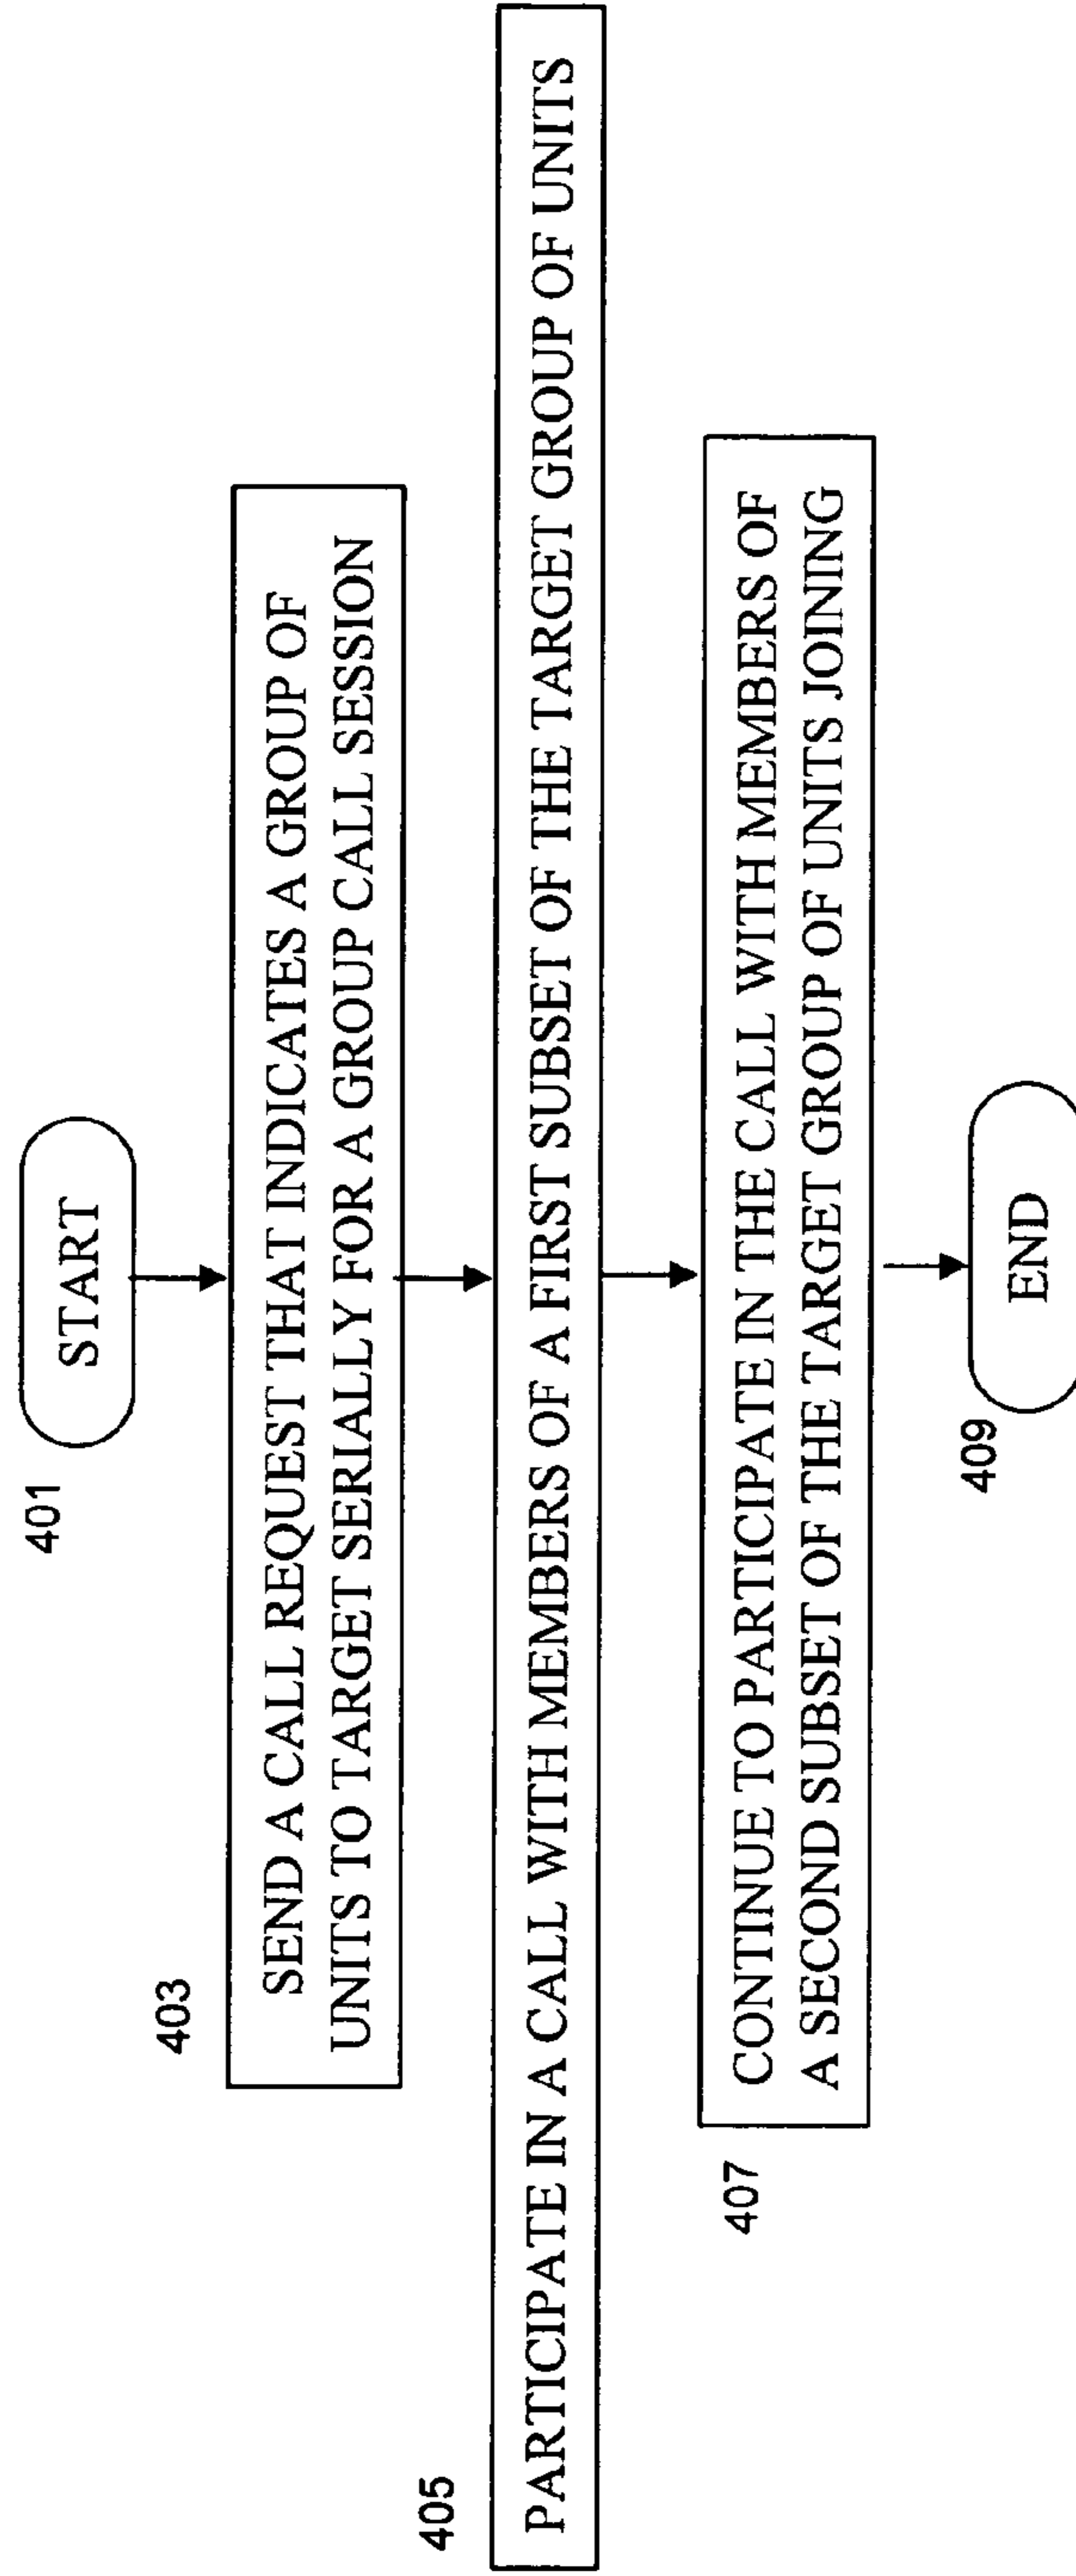 401
START
403
SEND A CALL REQUEST THAT INDICATES A GROUP OF
UNITS TO TARGET SERIALLY FOR A GROUP CALL SESSION
405
PARTICIPATE IN A CALL WITH MEMBERS OF A FIRST SUBSET OF THE TARGET GROUP OF UNITS
407
CONTINUE TO PARTICIPATE IN THE CALL WITH MEMBERS OF
A SECOND SUBSET OF THE TARGET GROUP OF UNITS JOINING
409
END